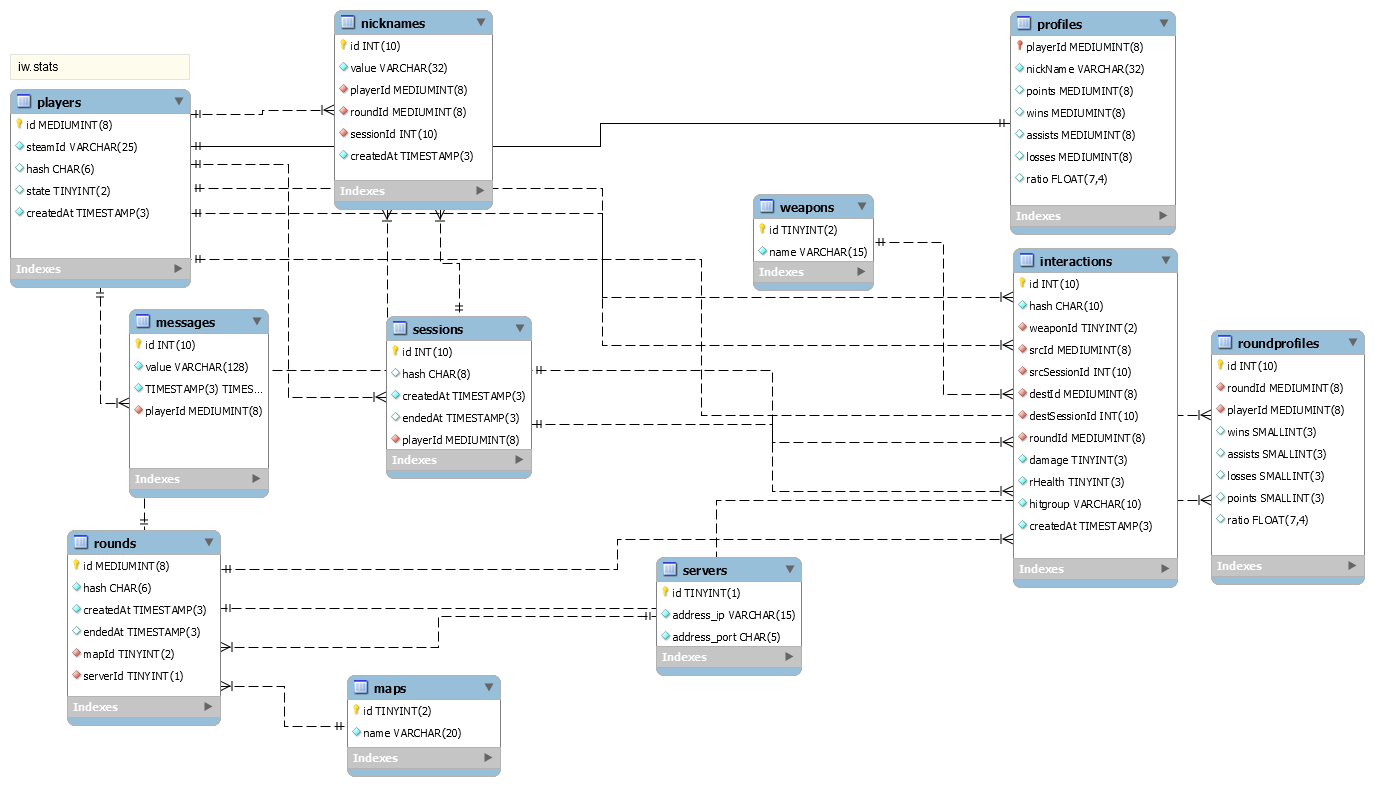 iw.stats
players
id MEDIUMINT(8)
steamId VARCHAR(25)
hash CHAR(6)
state TINYINT(2)
createdAt TIMESTAMP(3)
Indexes
nicknames
id INT(10)
value VARCHAR(32)
playerId MEDIUMINT(8)
roundId MEDIUMINT(8)
sessionId INT(10)
createdAt TIMESTAMP(3)
Indexes
profiles
playerId MEDIUMINT(8)
nickName VARCHAR(32)
points MEDIUMINT(8)
wins MEDIUMINT(8)
assists MEDIUMINT(8)
losses MEDIUMINT(8)
ratio FLOAT(7,4)
Indexes
weapons
id TINYINT(2)
name VARCHAR(15)
Indexes
interactions
id INT(10)
hash CHAR(10)
weaponId TINYINT(2)
srcId MEDIUMINT(8)
srcSessionId INT(10)
destId MEDIUMINT(8)
destSessionId INT(10)
roundId MEDIUMINT(8)
damage TINYINT(3)
rHealth TINYINT(3)
hitgroup VARCHAR(10)
createdAt TIMESTAMP(3)
Indexes
roundprofiles
id INT(10)
roundId MEDIUMINT(8)
playerId MEDIUMINT(8)
wins SMALLINT(3)
assists SMALLINT(3)
losses SMALLINT(3)
points SMALLINT(3)
ratio FLOAT(7,4)
Indexes
messages
id INT(10)
value VARCHAR(128)
TIMESTAMP(3) TIMES...
playerId MEDIUMINT(8)
Indexes
sessions
id INT(10)
hash CHAR(8)
createdAt TIMESTAMP(3)
endedAt TIMESTAMP(3)
playerId MEDIUMINT(8)
Indexes
rounds
id MEDIUMINT(8)
hash CHAR(6)
createdAt TIMESTAMP(3)
endedAt TIMESTAMP(3)
mapId TINYINT(2)
serverId TINYINT(1)
Indexes
servers
id TINYINT(1)
address_ip VARCHAR(15)
address_port CHAR(5)
Indexes
maps
id TINYINT(2)
name VARCHAR(20)
Indexes